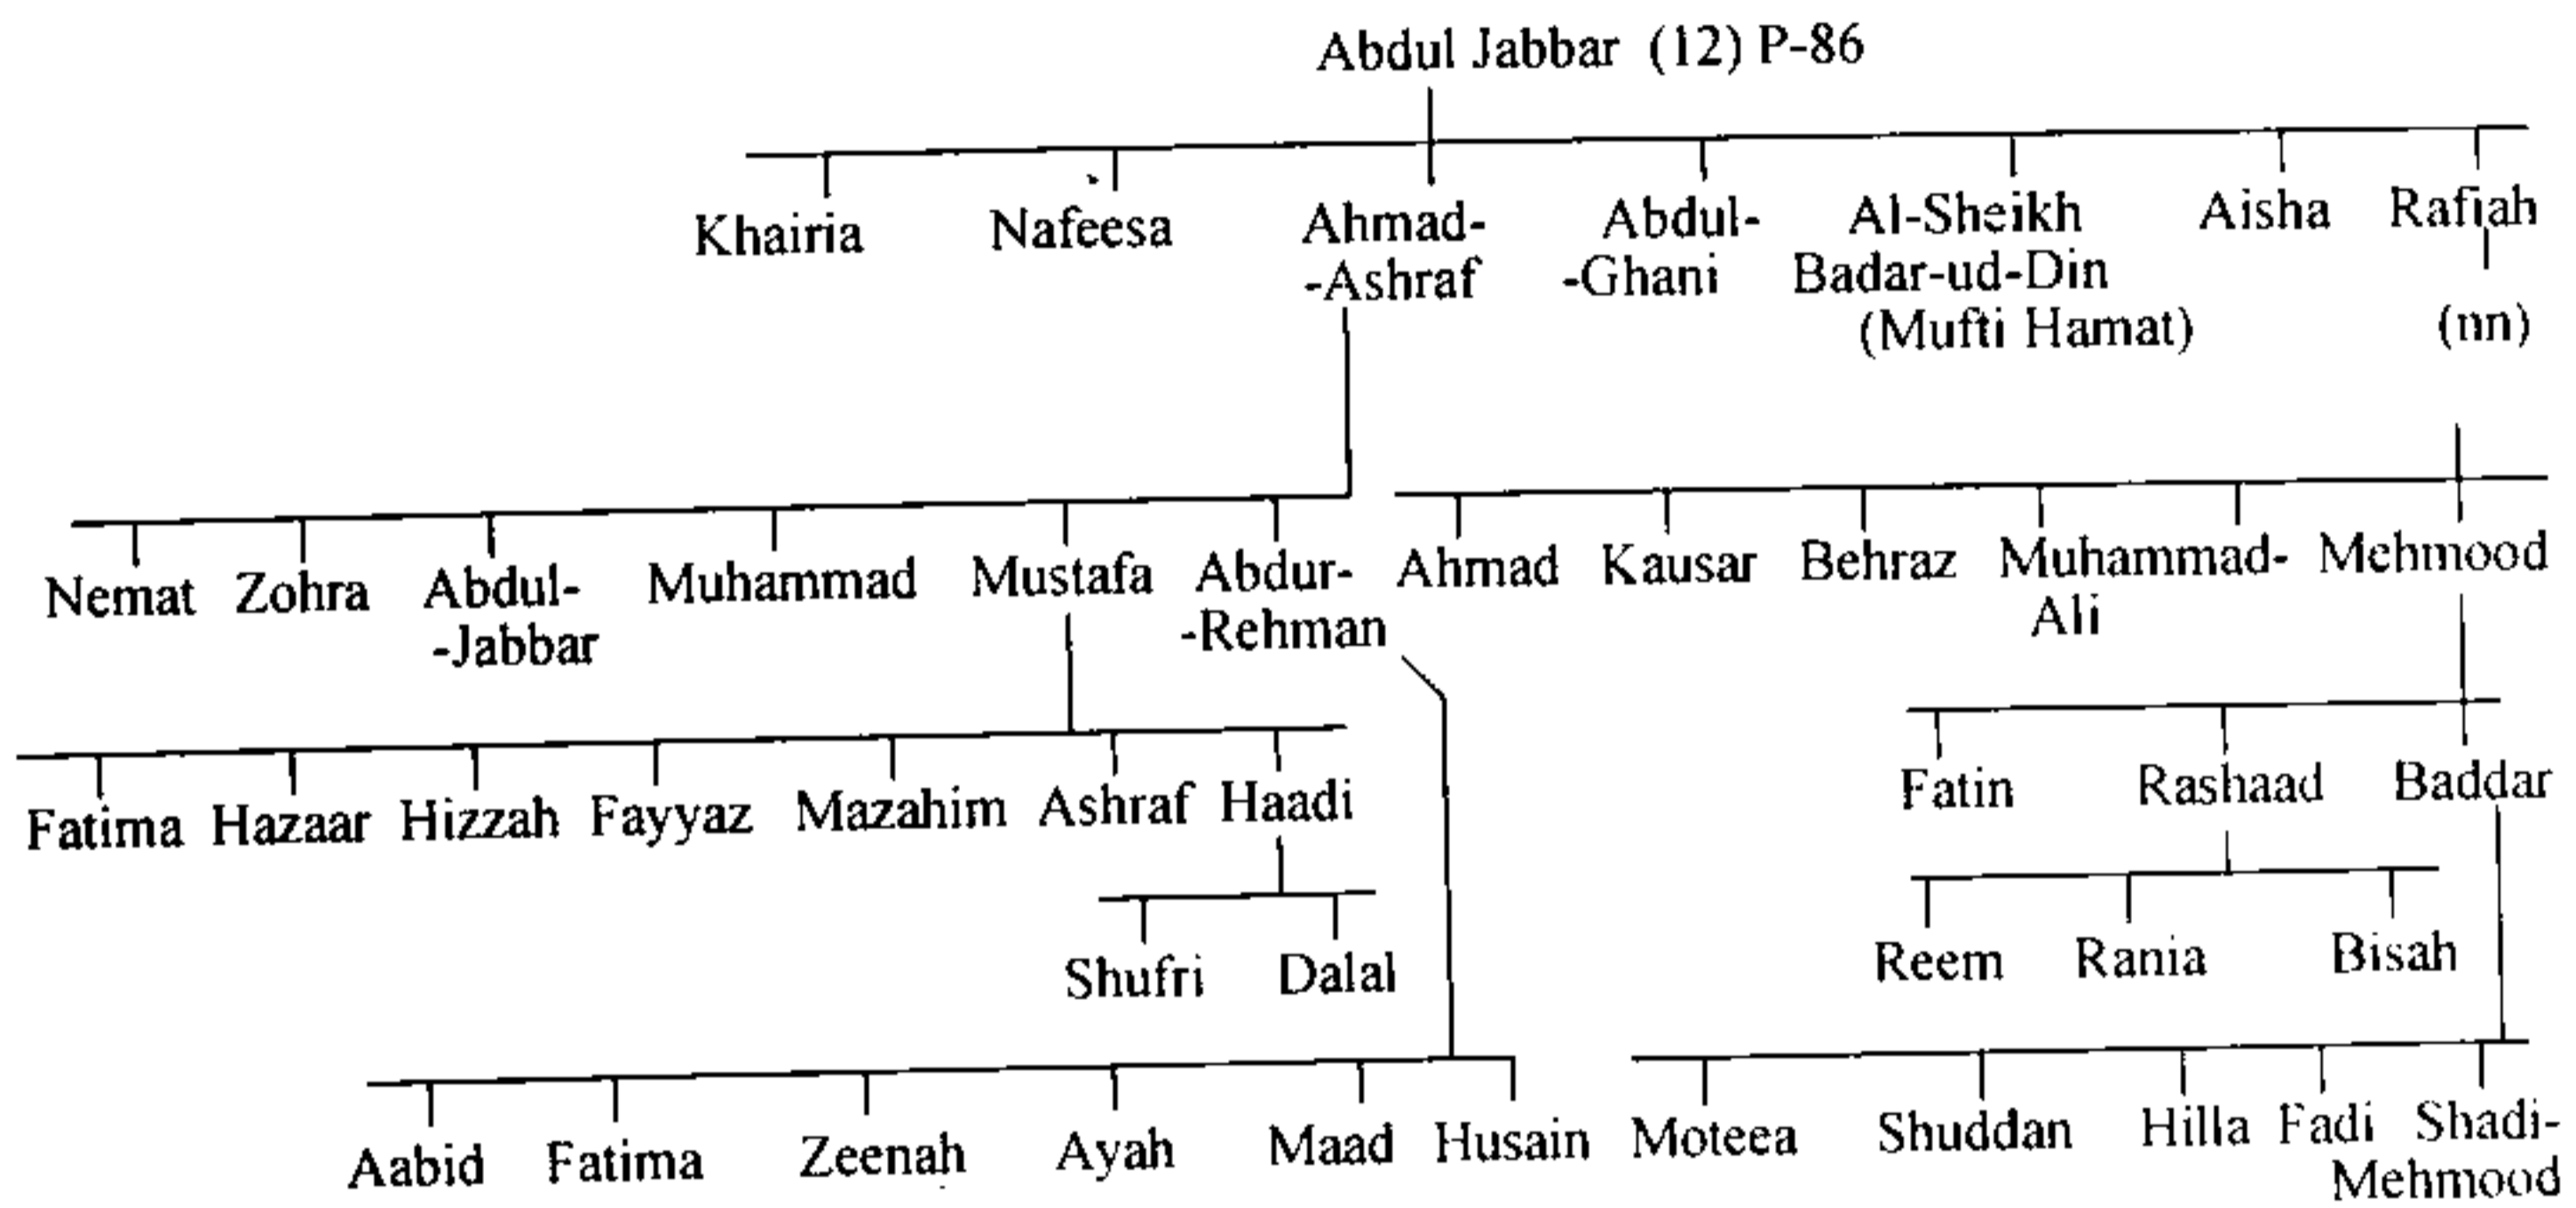 Abdul Jabbar (12) P-86
Khairia Nafeesa Ahmad- Abdul- Al-Sheikh Aisha Rafiah
-Ashraf -Ghani Badar-ud-Din
(Mufti Hamat) (nn)
Nemat Zohra Abdul- Muhammad Mustafa Abdur- Ahmad Kausar Behraz Muhammad- Mehmood
-Jabbar -Rehman Ali
Fatima Hazaar Hizzah Fayyaz Mazahim Ashraf Haadi Fatin Rashaad Baddar
Shufri Dalal Reem Rania Bisah
Aabid Fatima Zeenah Ayah Maad Husain Moteea Shuddan Hilla Fadi Shadi-
Mehmood